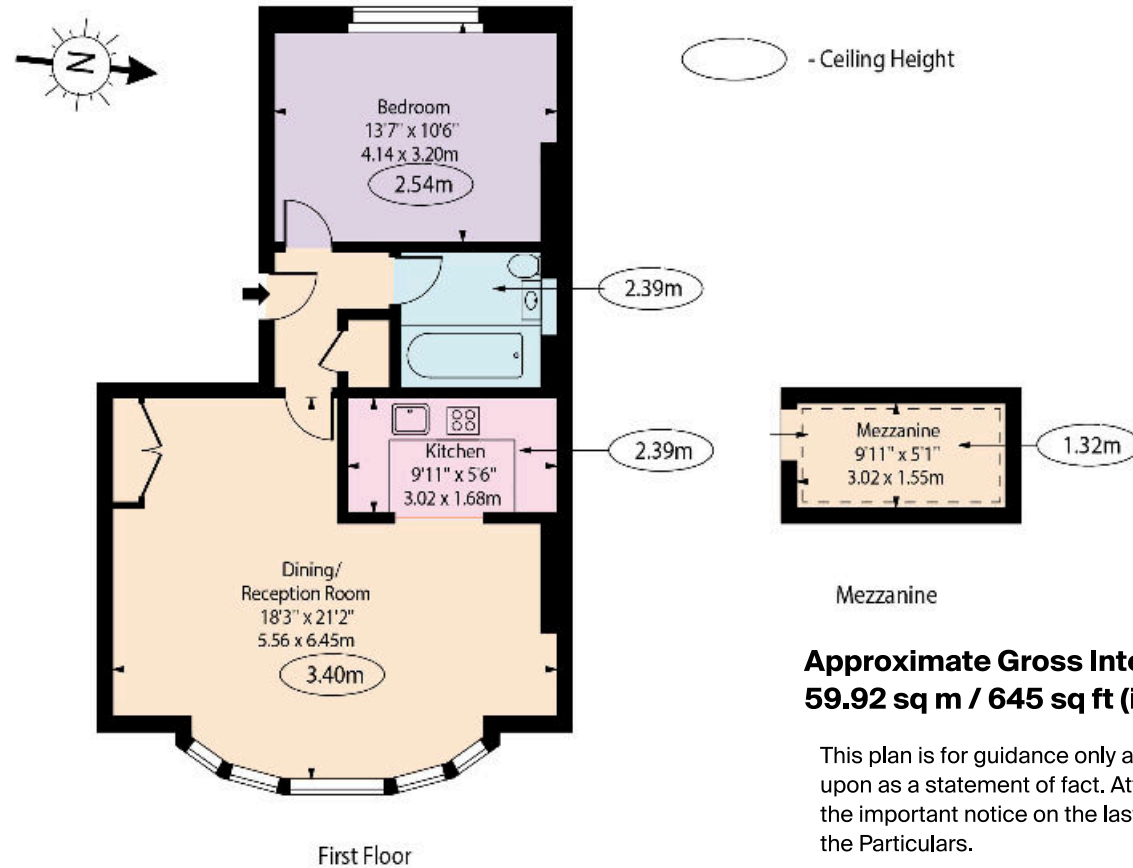 N
- Ceiling Height
Bedroom
13'7" x 10'6"
4.14 x 3.20m
2.54m
2.39m
Kitchen
9'11" x 5'6"
3.02 x 1.68m
2.39m
Mezzanine
9'11" x 5'1"
3.02 x 1.55m
1.32m
Dining/
Reception Room
18'3" x 21'2"
5.56 x 6.45m
3.40m
Mezzanine
Approximate Gross Inte
59.92 sq m / 645 sq ft (i
This plan is for guidance only a
upon as a statement of fact. At
the important notice on the las
the Particulars.
First Floor